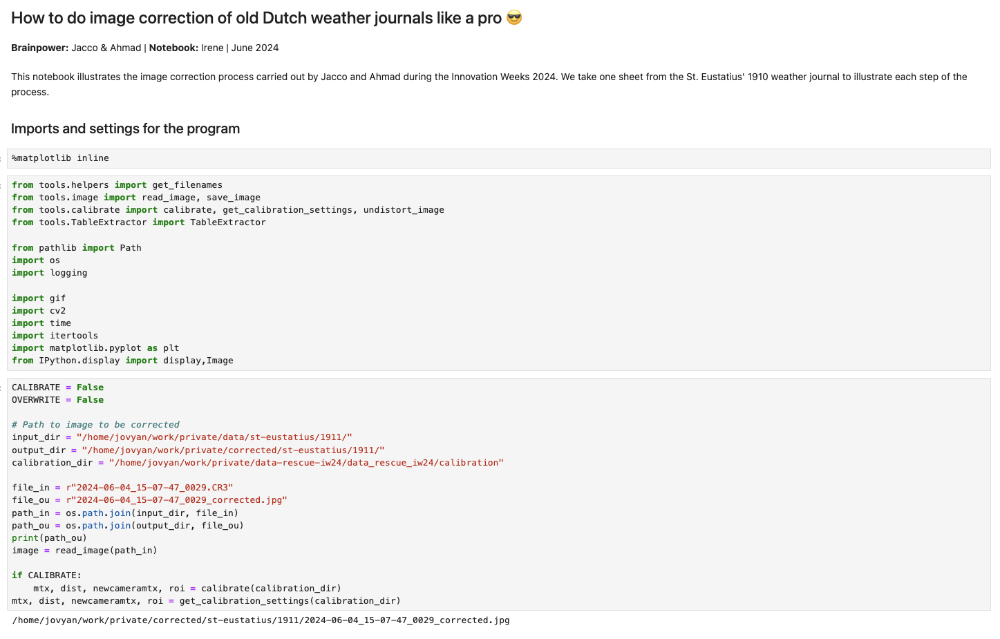 How to do image correction of old Dutch weather journals like a pro 😎
Brainpower: Jacco & Ahmad | Notebook: Irene | June 2024
This notebook illustrates the image correction process carried out by Jacco and Ahmad during the Innovation Weeks 2024. We take one sheet from the St. Eustatius' 1910 weather journal to illustrate each step of the
process.
Imports and settings for the program
%matplotlib inline
from tools.helpers import get_filenames
from tools.image import read_image, save_image
from tools.calibrate import calibrate, get_calibration_settings, undistort_image
from tools.TableExtractor import TableExtractor
from pathlib import Path
import os
import logging
import gif
import cv2
import time
import itertools
import matplotlib.pyplot as plt
from IPython.display import display,Image
CALIBRATE = False
OVERWRITE = False
# Path to image to be corrected
input_dir = "/home/jovyan/work/private/data/st-eustatius/1911/"
output_dir = "/home/jovyan/work/private/corrected/st-eustatius/1911/"
calibration_dir = "/home/jovyan/work/private/data-rescue-iw24/data_rescue_iw24/calibration"
file_in = r"2024-06-04_15-07-47_0029.CR3"
file_ou = r"2024-06-04_15-07-47_0029_corrected.jpg"
path_in = os.path.join(input_dir, file_in)
path_ou = os.path.join(output_dir, file_ou)
print(path_ou)
image = read_image(path_in)
if CALIBRATE:
    mtx, dist, newcameramtx, roi = calibrate(calibration_dir)
mtx, dist, newcameramtx, roi = get_calibration_settings(calibration_dir)
/home/jovyan/work/private/corrected/st-eustatius/1911/2024-06-04_15-07-47_0029_corrected.jpg